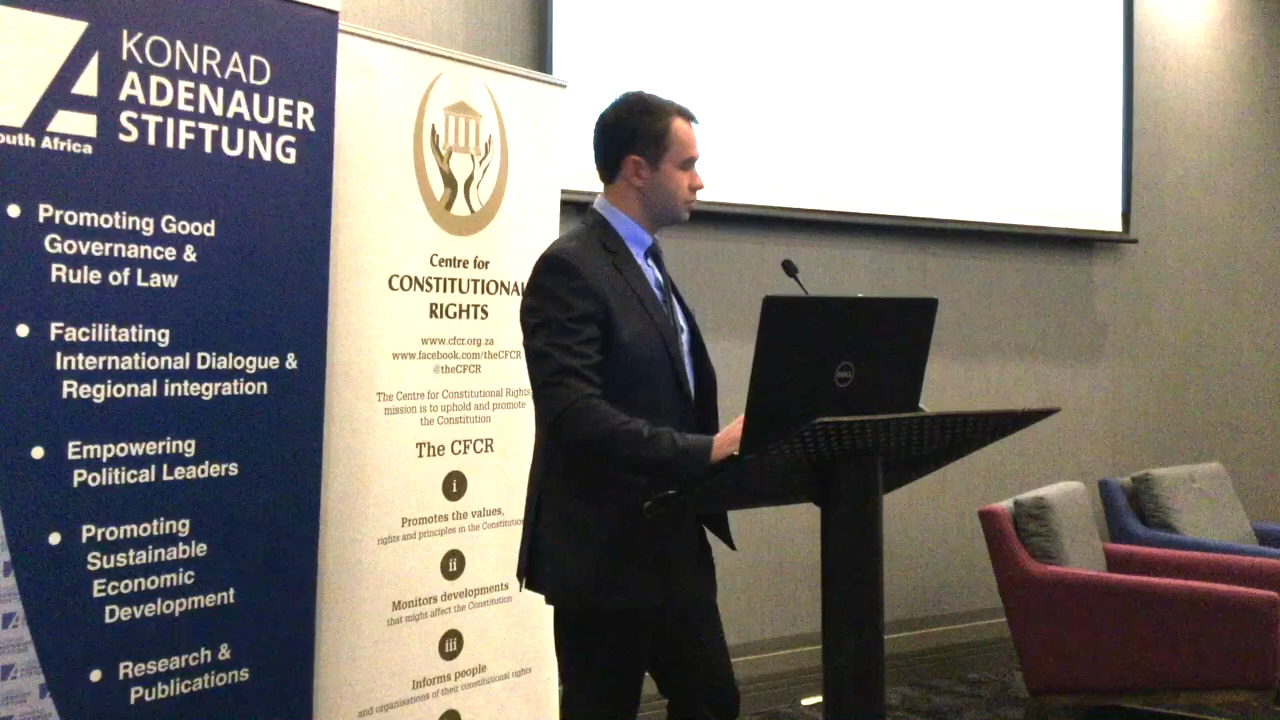 KONRAD
ADENAUER
STIFTUNG
outh Africa
Promoting Good
Governance &
Rule of Law
Facilitating
International Dialogue &
Regional integration
Empowering
Political Leaders
Promoting
Sustainable
Economic
Development
Research &
Publications
Centre for
CONSTITUTIONAL
RIGHTS
www.cfcr.org.za
www.facebook.com/theCFCR
@theCFCR
The Centre for Constitutional Rights
mission is to uphold and promote
the Constitution
The CFCR
i
Promotes the values,
rights and principles in the Constitution
ii
Monitors developments
that might affect the Constitution
iii
Informs people
and organisations of their constitutional rights
DELL